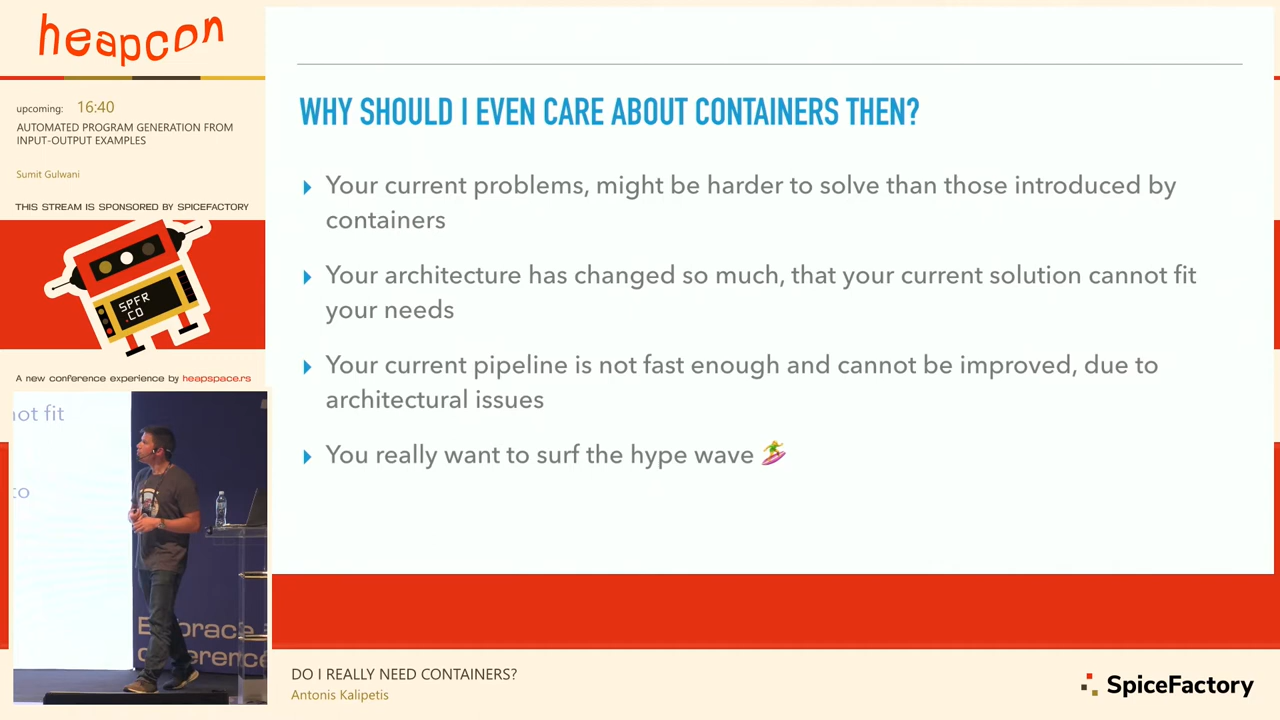 heapcon
upcoming: 16:40
AUTOMATED PROGRAM GENERATION FROM
INPUT-OUTPUT EXAMPLES
Sumit Gulwani
THIS STREAM IS SPONSORED BY SPICEFACTORY
SPFR
.CO
A new conference experience by heapspace.rs
not fit
to
WHY SHOULD I EVEN CARE ABOUT CONTAINERS THEN?
Your current problems, might be harder to solve than those introduced by
containers
Your architecture has changed so much, that your current solution cannot fit
your needs
Your current pipeline is not fast enough and cannot be improved, due to
architectural issues
You really want to surf the hype wave 🏄
DO I REALLY NEED CONTAINERS?
Antonis Kalipetis
SpiceFactory